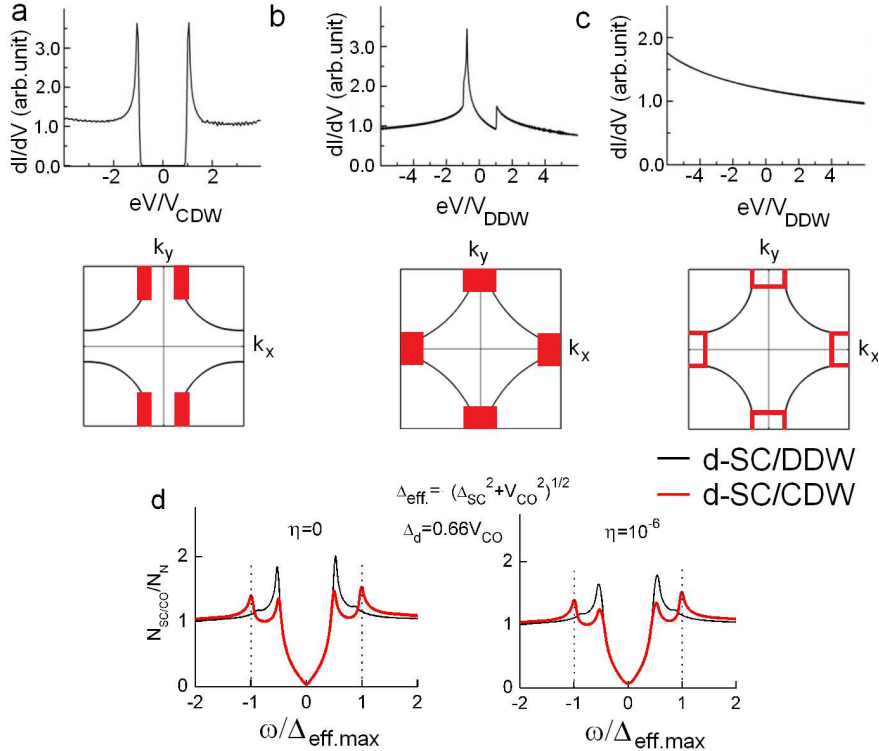 a
b
c
dI/dV (arb.unit)
3.0
2.0
1.0
0.0
-2 0 2
eV/V_CDW
dI/dV (arb.unit)
3.0
2.0
1.0
0.0
-4 -2 0 2 4
eV/V_DDW
dI/dV (arb.unit)
2.0
1.0
0.0
-4 -2 0 2 4
eV/V_DDW
k_y
k_x
k_y
k_x
k_y
k_x
d-SC/DDW
d-SC/CDW
d
Δ_eff.= (Δ_SC^2+V_CO^2)^1/2
Δ_d=0.66V_CO
η=0
η=10^-6
N_SC/CO/N_N
2
1
0
-2 -1 0 1 2
ω/Δ_eff.max
2
1
0
-2 -1 0 1 2
ω/Δ_eff.max